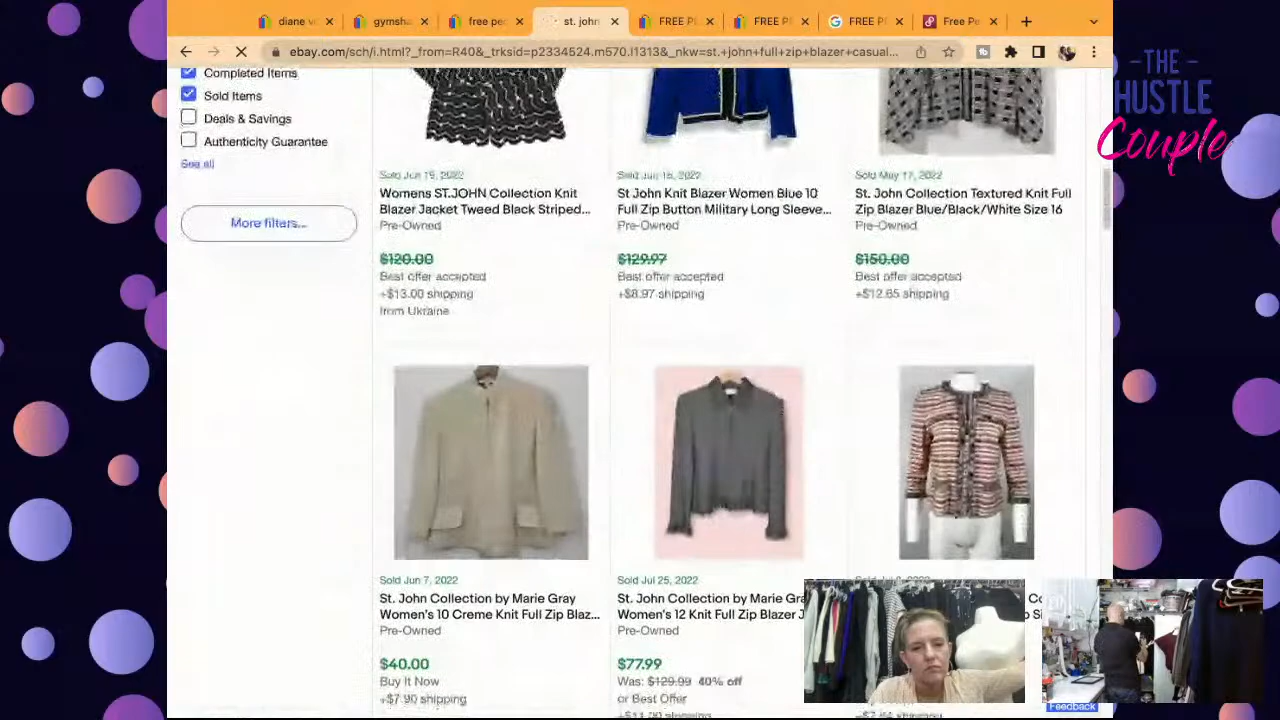 diane v
gymsha
free peo
st. john
FREE PE
FREE PE
FREE PE
Free Pe
ebay.com/sch/i.html?_from=R40&_trksid=p2334524.m570.l1313&_nkw=st.+john+full+zip+blazer+casual...
-THE-
HUSTLE
Couple
Completed Items
Sold Items
Deals & Savings
Authenticity Guarantee
See all
More filters...
Sold Jun 19, 2022
Womens ST.JOHN Collection Knit
Blazer Jacket Tweed Black Striped...
Pre-Owned
$120.00
Best offer accepted
+$13.00 shipping
from Ukraine
St John Knit Blazer Women Blue 10
Full Zip Button Military Long Sleeve...
Pre-Owned
$129.97
Best offer accepted
+$8.97 shipping
Sold May 17, 2022
St. John Collection Textured Knit Full
Zip Blazer Blue/Black/White Size 16
Pre-Owned
$150.00
Best offer accepted
+$12.65 shipping
Sold Jun 7, 2022
St. John Collection by Marie Gray
Women's 10 Creme Knit Full Zip Blaz...
Pre-Owned
$40.00
Buy It Now
+$7.90 shipping
Sold Jul 25, 2022
St. John Collection by Marie Gra
Women's 12 Knit Full Zip Blazer J
Pre-Owned
$77.99
Was: $129.99 40% off
or Best Offer
Feedback